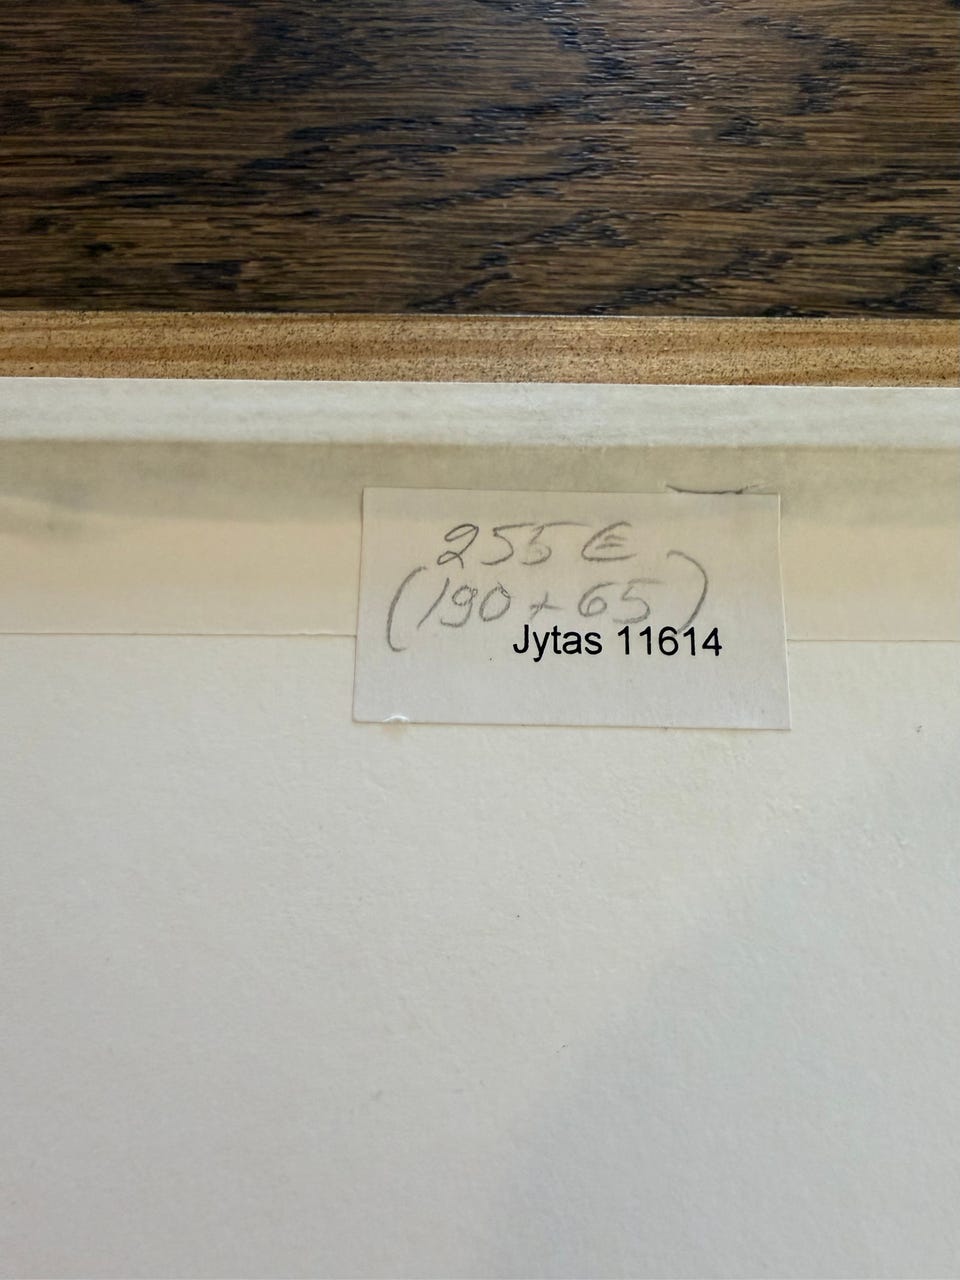 255 €
(190 + 65)
Jytas 11614